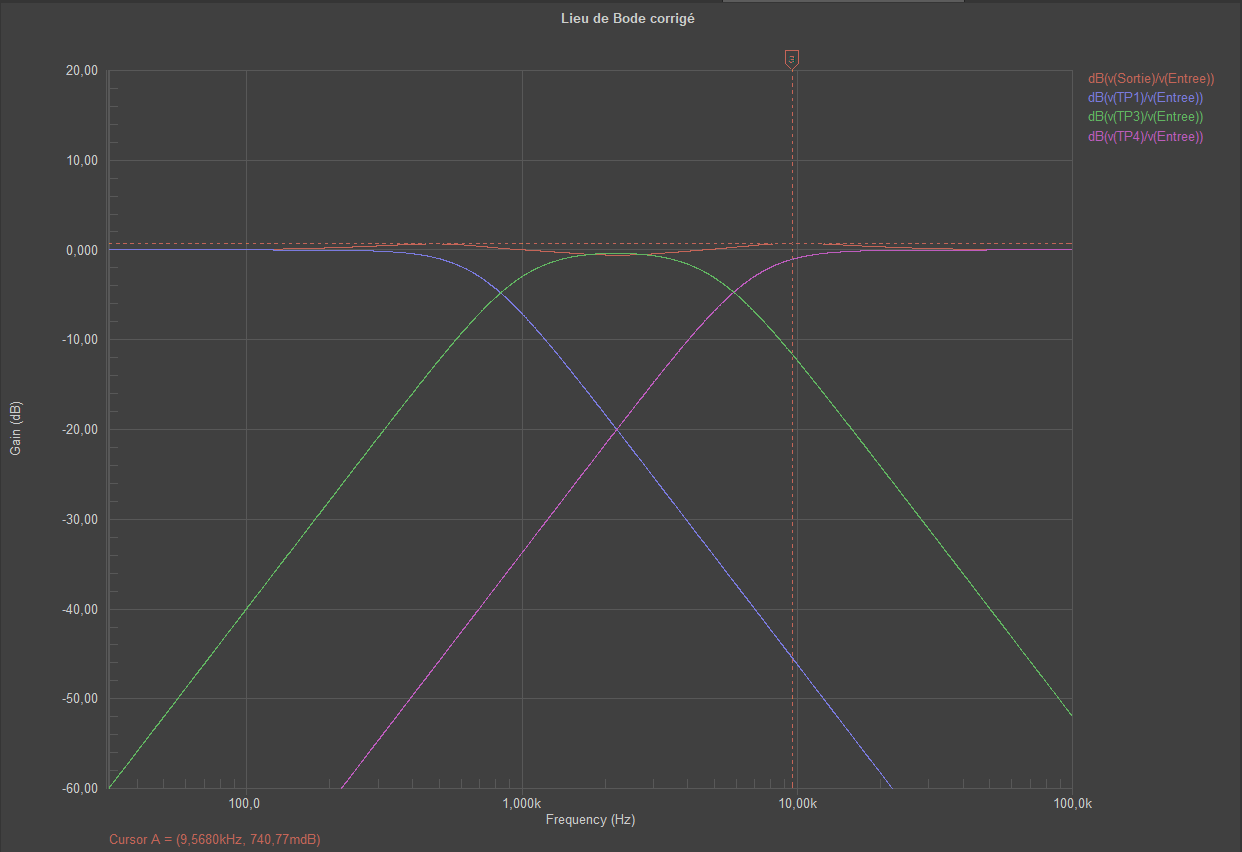 Lieu de Bode corrigé
20,00
10,00
0,000
-10,00
-20,00
-30,00
-40,00
-50,00
-60,00
Gain (dB)
100,0
1,000k
10,00k
100,0k
Frequency (Hz)
dB(v(Sortie)/v(Entree))
dB(v(TP1)/v(Entree))
dB(v(TP3)/v(Entree))
dB(v(TP4)/v(Entree))
Cursor A = (9,5680kHz, 740,77mdB)